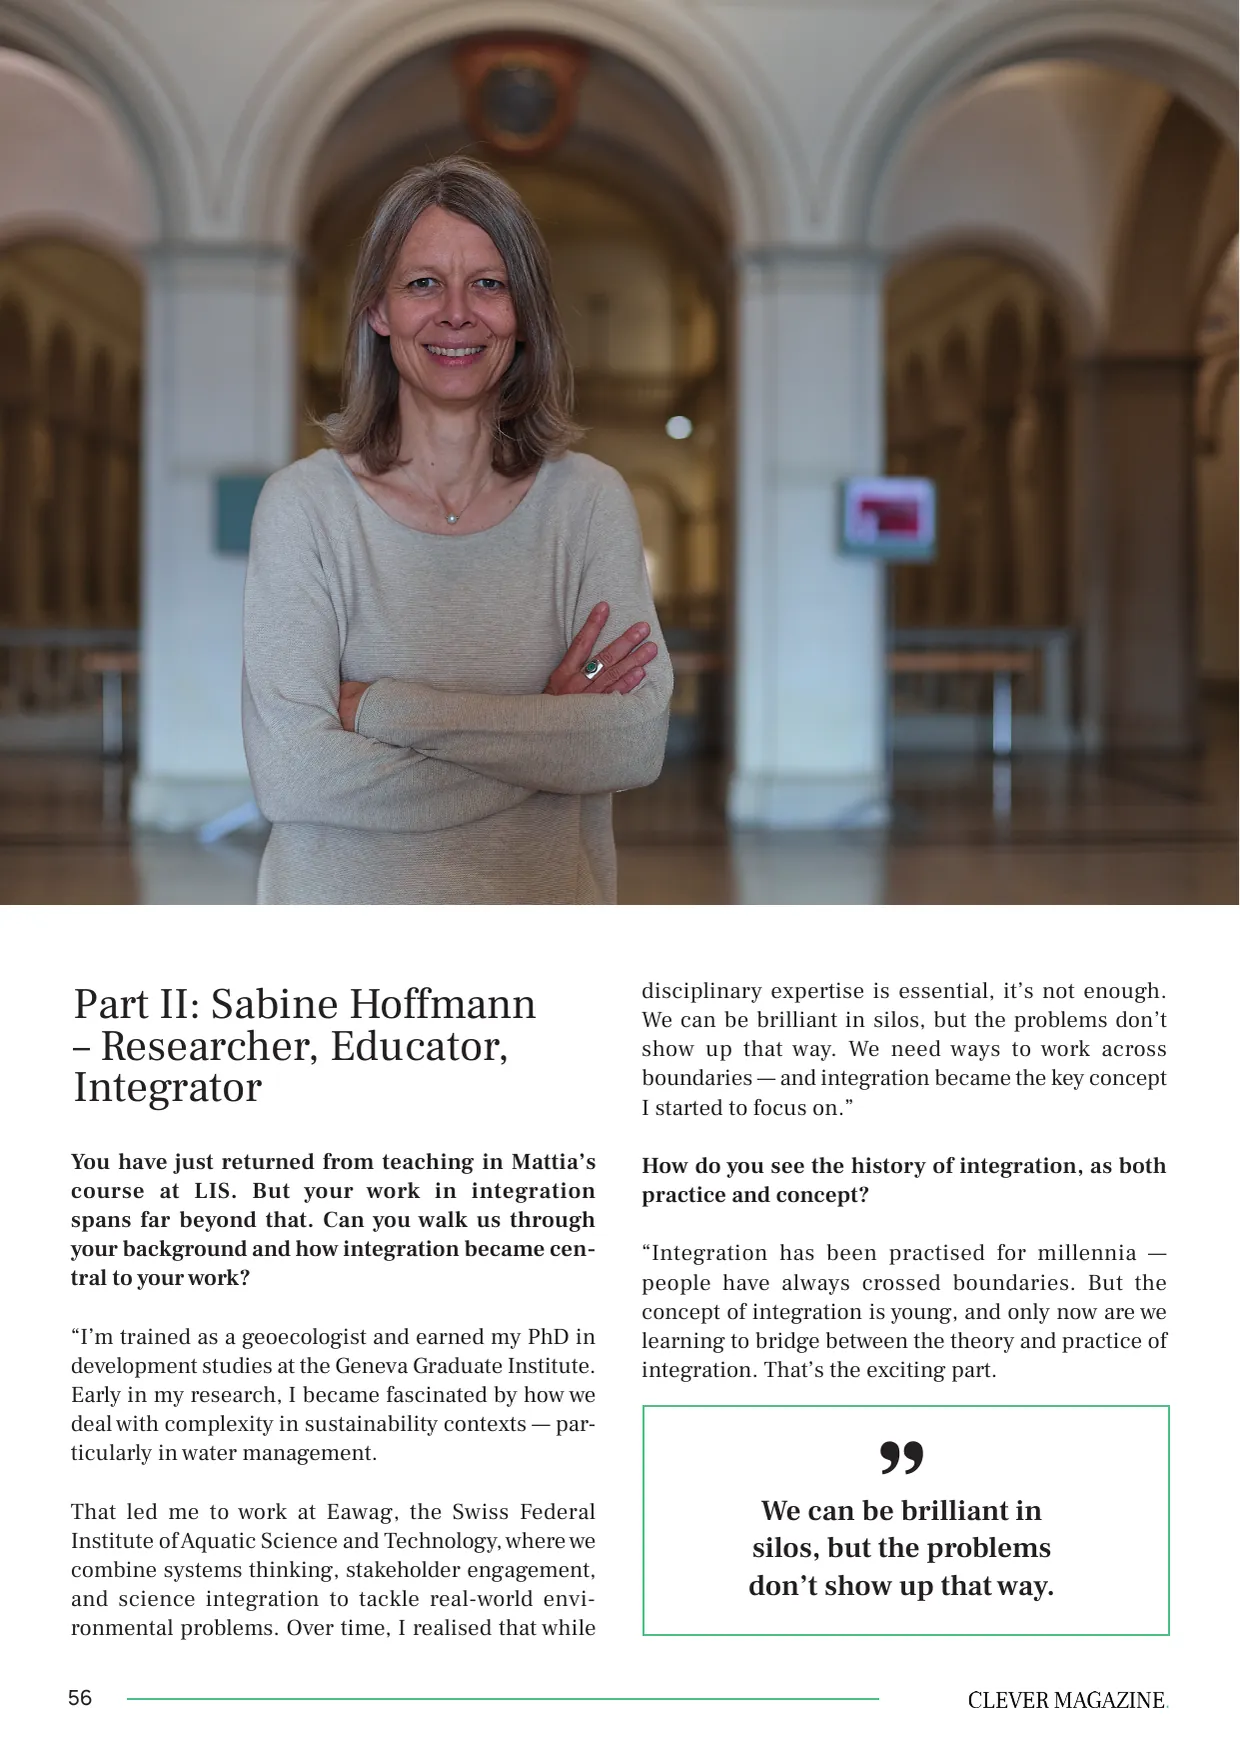 Part II: Sabine Hoffmann
– Researcher, Educator,
Integrator
You have just returned from teaching in Mattia’s
course at LIS. But your work in integration
spans far beyond that. Can you walk us through
your background and how integration became cen-
tral to your work?
“I’m trained as a geoecologist and earned my PhD in
development studies at the Geneva Graduate Institute.
Early in my research, I became fascinated by how we
deal with complexity in sustainability contexts — par-
ticularly in water management.
That led me to work at Eawag, the Swiss Federal
Institute of Aquatic Science and Technology, where we
combine systems thinking, stakeholder engagement,
and science integration to tackle real-world envi-
ronmental problems. Over time, I realised that while
disciplinary expertise is essential, it’s not enough.
We can be brilliant in silos, but the problems don’t
show up that way. We need ways to work across
boundaries — and integration became the key concept
I started to focus on.”
How do you see the history of integration, as both
practice and concept?
“Integration has been practised for millennia —
people have always crossed boundaries. But the
concept of integration is young, and only now are we
learning to bridge between the theory and practice of
integration. That’s the exciting part.
”
We can be brilliant in
silos, but the problems
don’t show up that way.
56
CLEVER MAGAZINE.